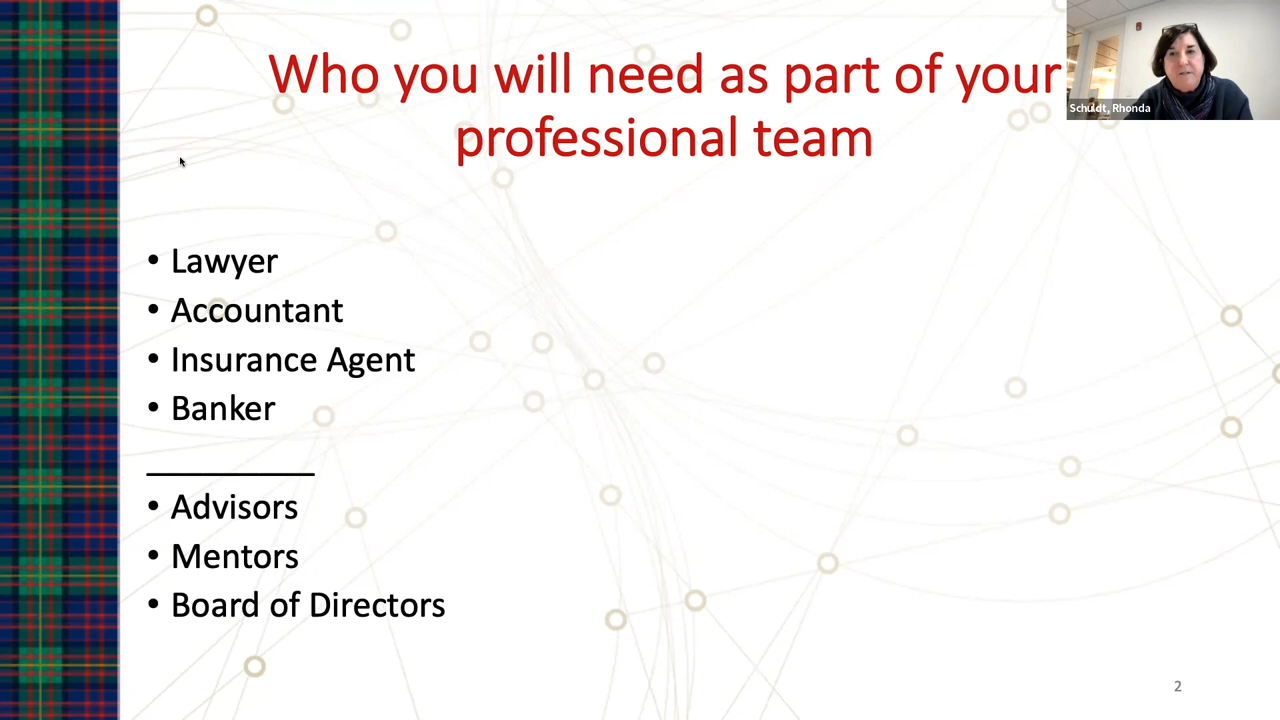 Who you will need as part of your
professional team
Schuldt, Rhonda
• Lawyer
• Accountant
• Insurance Agent
• Banker
• Advisors
• Mentors
• Board of Directors
2